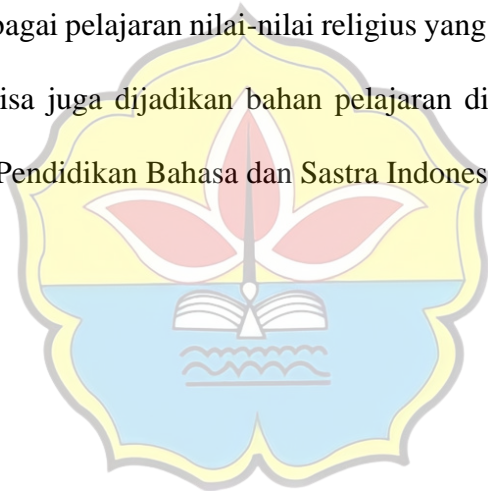 bagai pelajaran nilai-nilai religius yang
isa juga dijadikan bahan pelajaran di
Pendidikan Bahasa dan Sastra Indones